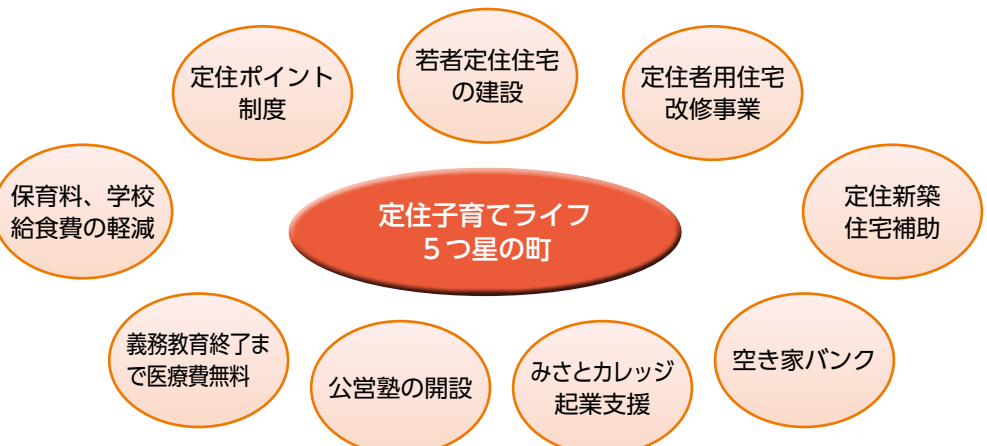 定住ポイント
制度
若者定住住宅
の建設
定住者用住宅
改修事業
保育料、学校
給食費の軽減
定住子育てライフ
５つ星の町
定住新築
住宅補助
義務教育終了ま
で医療費無料
公営塾の開設
みさとカレッジ
起業支援
空き家バンク